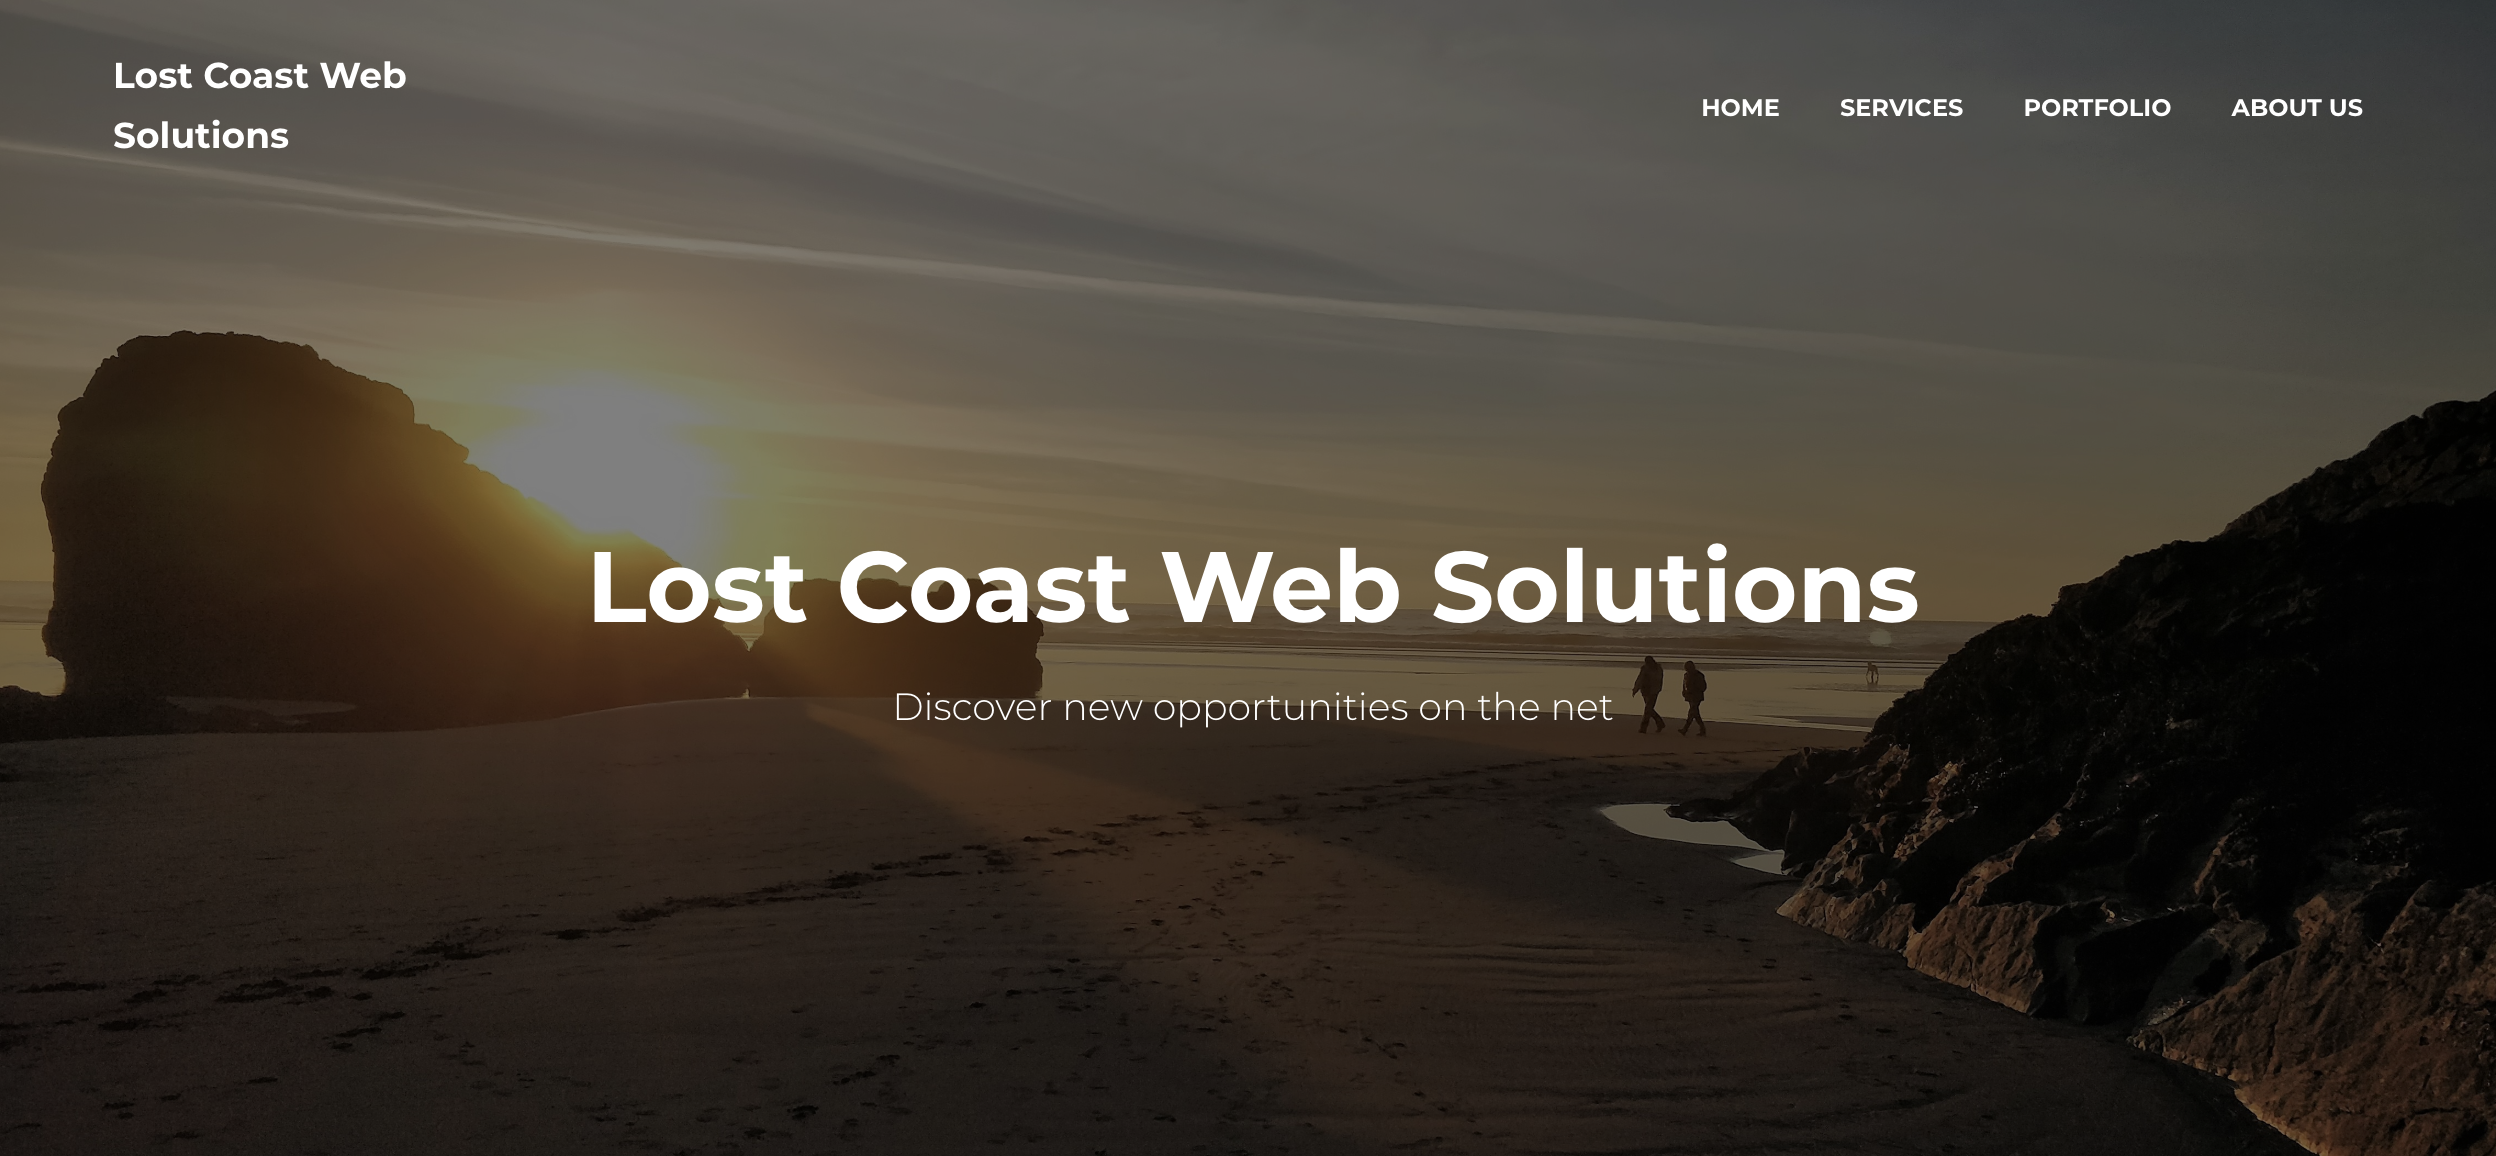 Lost Coast Web
Solutions
HOME SERVICES PORTFOLIO ABOUT US
Lost Coast Web Solutions
Discover new opportunities on the net